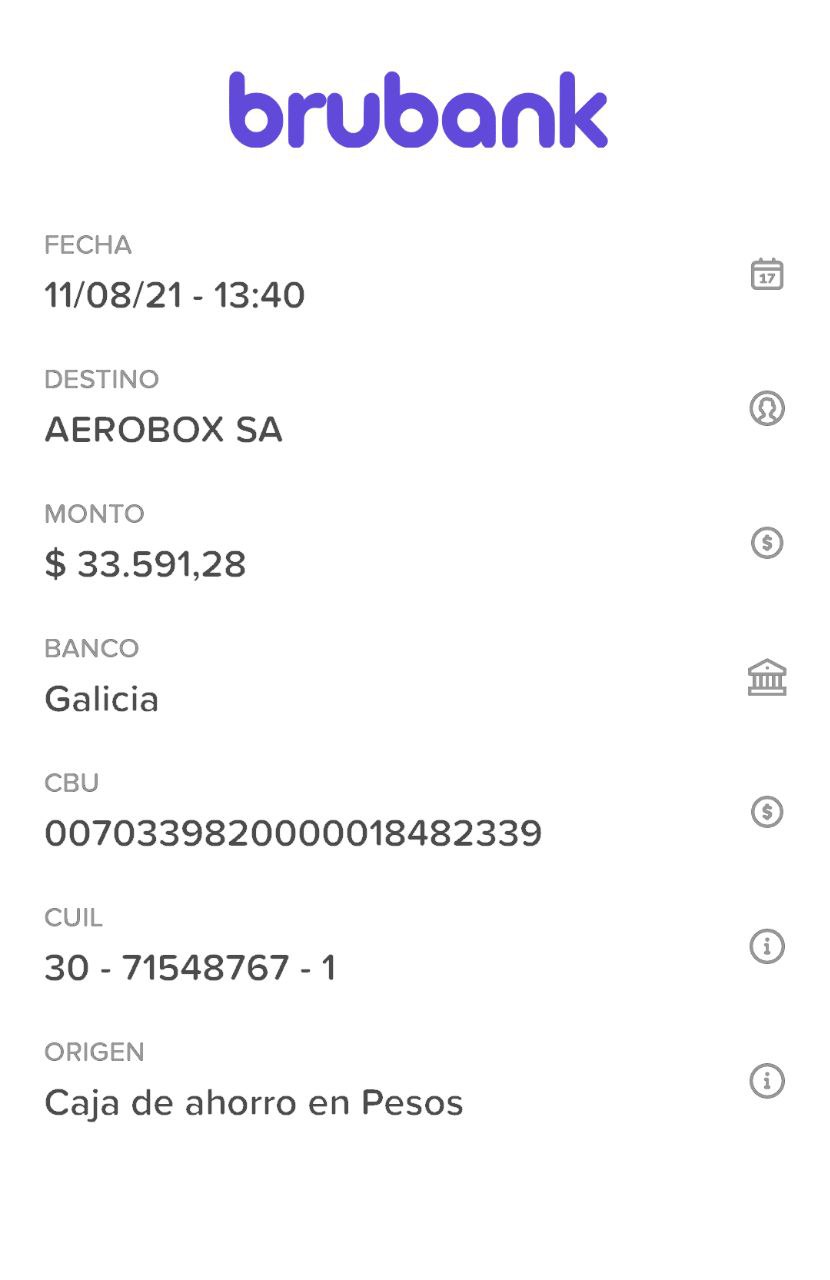 brubank
FECHA
11/08/21 - 13:40
17
DESTINO
AEROBOX SA
MONTO
$ 33.591,28
$
BANCO
Galicia
CBU
0070339820000018482339
$
CUIL
30 - 71548767 - 1
i
ORIGEN
Caja de ahorro en Pesos
i